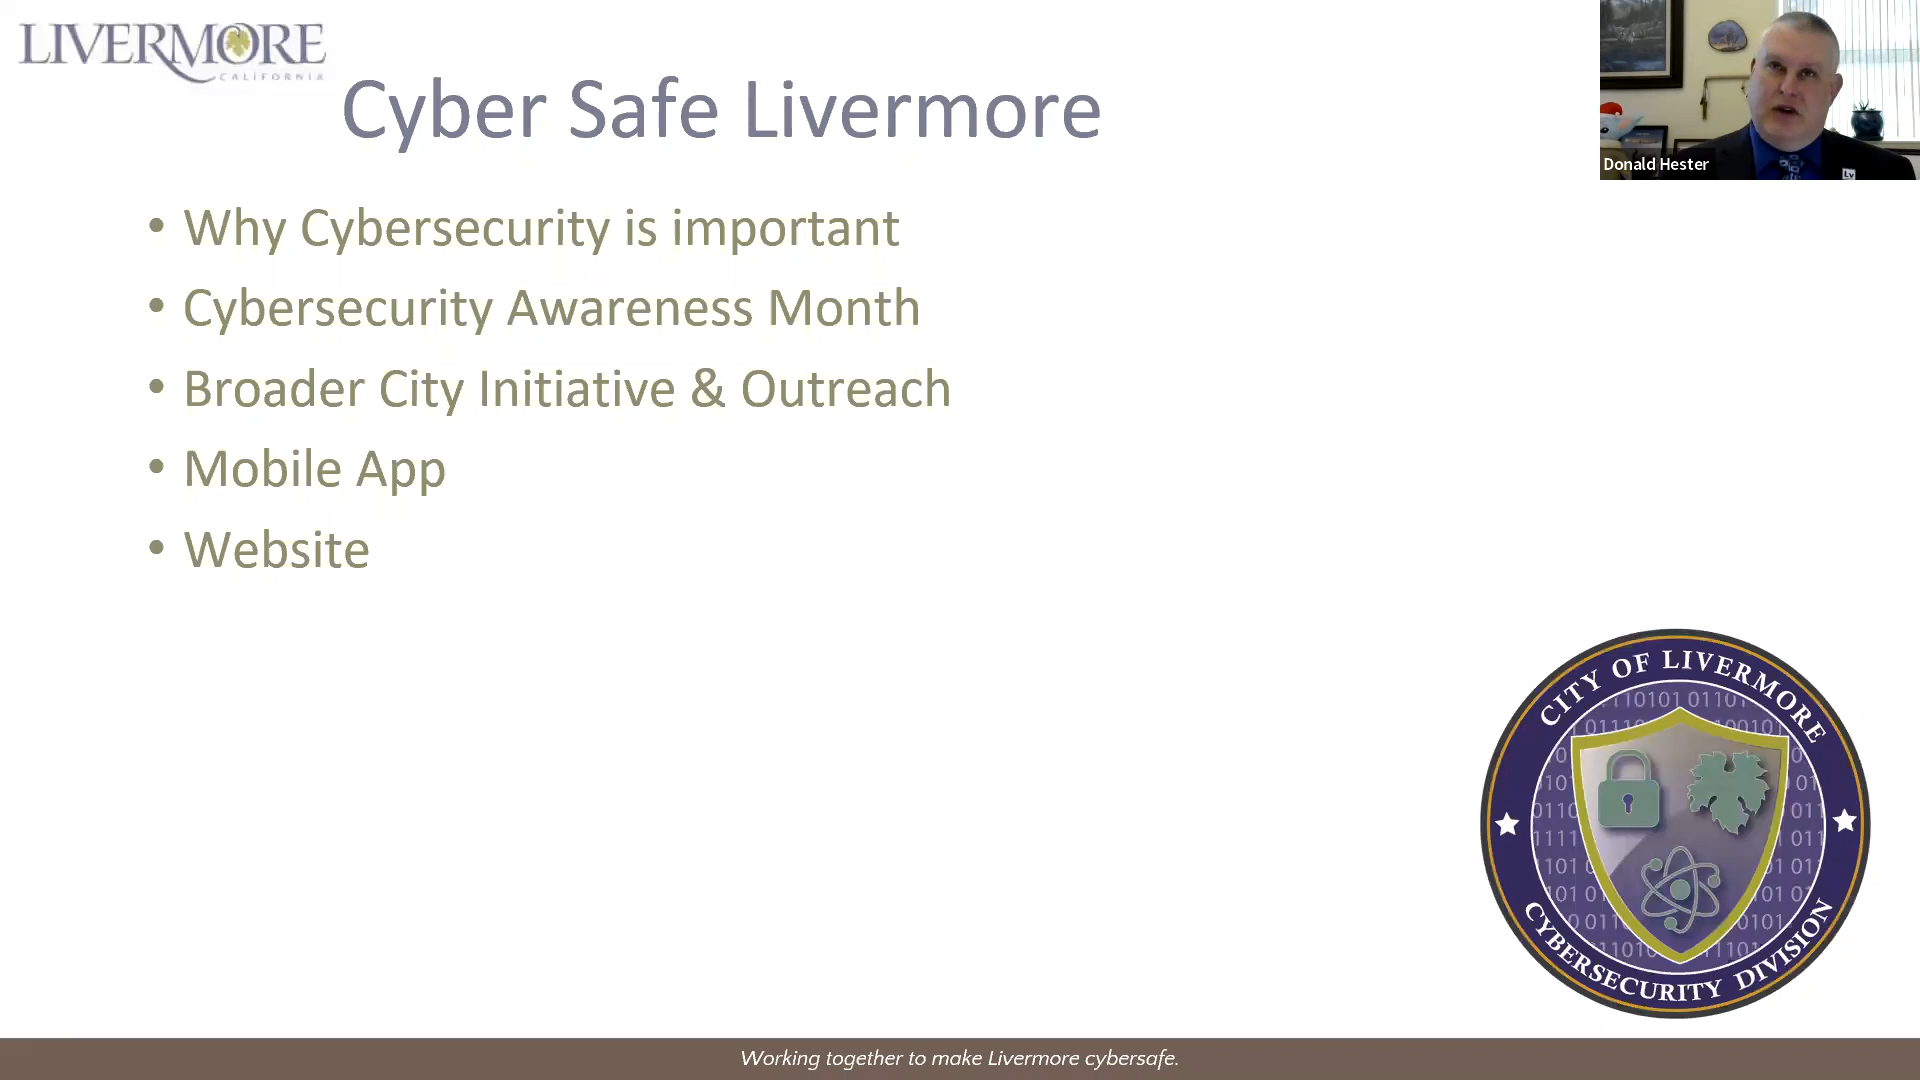 LIVERMORE
CALIFORNIA
Cyber Safe Livermore
Donald Hester
Lv
• Why Cybersecurity is important
• Cybersecurity Awareness Month
• Broader City Initiative & Outreach
• Mobile App
• Website
CITY OF LIVERMORE
CYBERSECURITY DIVISION
Working together to make Livermore cybersafe.